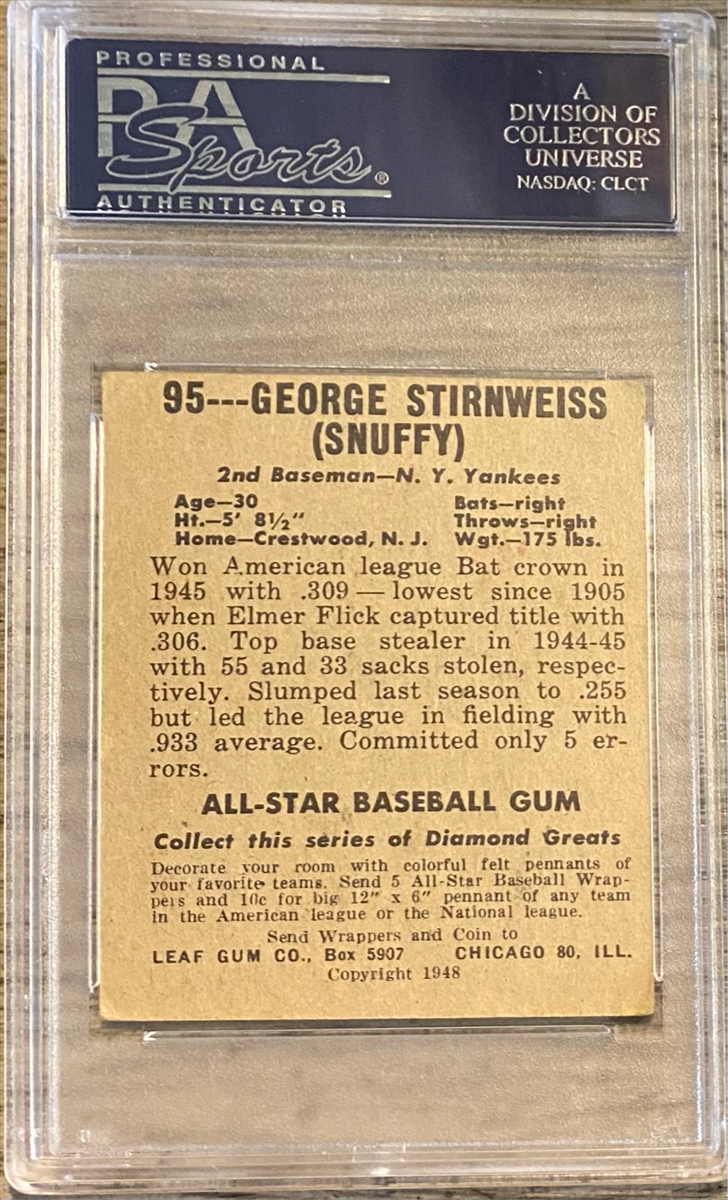 PROFESSIONAL
PSA
Sports®
AUTHENTICATOR
A
DIVISION OF
COLLECTORS
UNIVERSE
NASDAQ: CLCT
95---GEORGE STIRNWEISS
(SNUFFY)
2nd Baseman—N. Y. Yankees
Age—30 Bats—right
Ht.—5' 8½" Throws—right
Home—Crestwood, N. J. Wgt.—175 lbs.
Won American league Bat crown in
1945 with .309 — lowest since 1905
when Elmer Flick captured title with
.306. Top base stealer in 1944-45
with 55 and 33 sacks stolen, respec-
tively. Slumped last season to .255
but led the league in fielding with
.933 average. Committed only 5 er-
rors.
ALL-STAR BASEBALL GUM
Collect this series of Diamond Greats
Decorate your room with colorful felt pennants of
your favorite teams. Send 5 All-Star Baseball Wrap-
pers and 10c for big 12" x 6" pennant of any team
in the American league or the National league.
Send Wrappers and Coin to
LEAF GUM CO., Box 5907 CHICAGO 80, ILL.
Copyright 1948